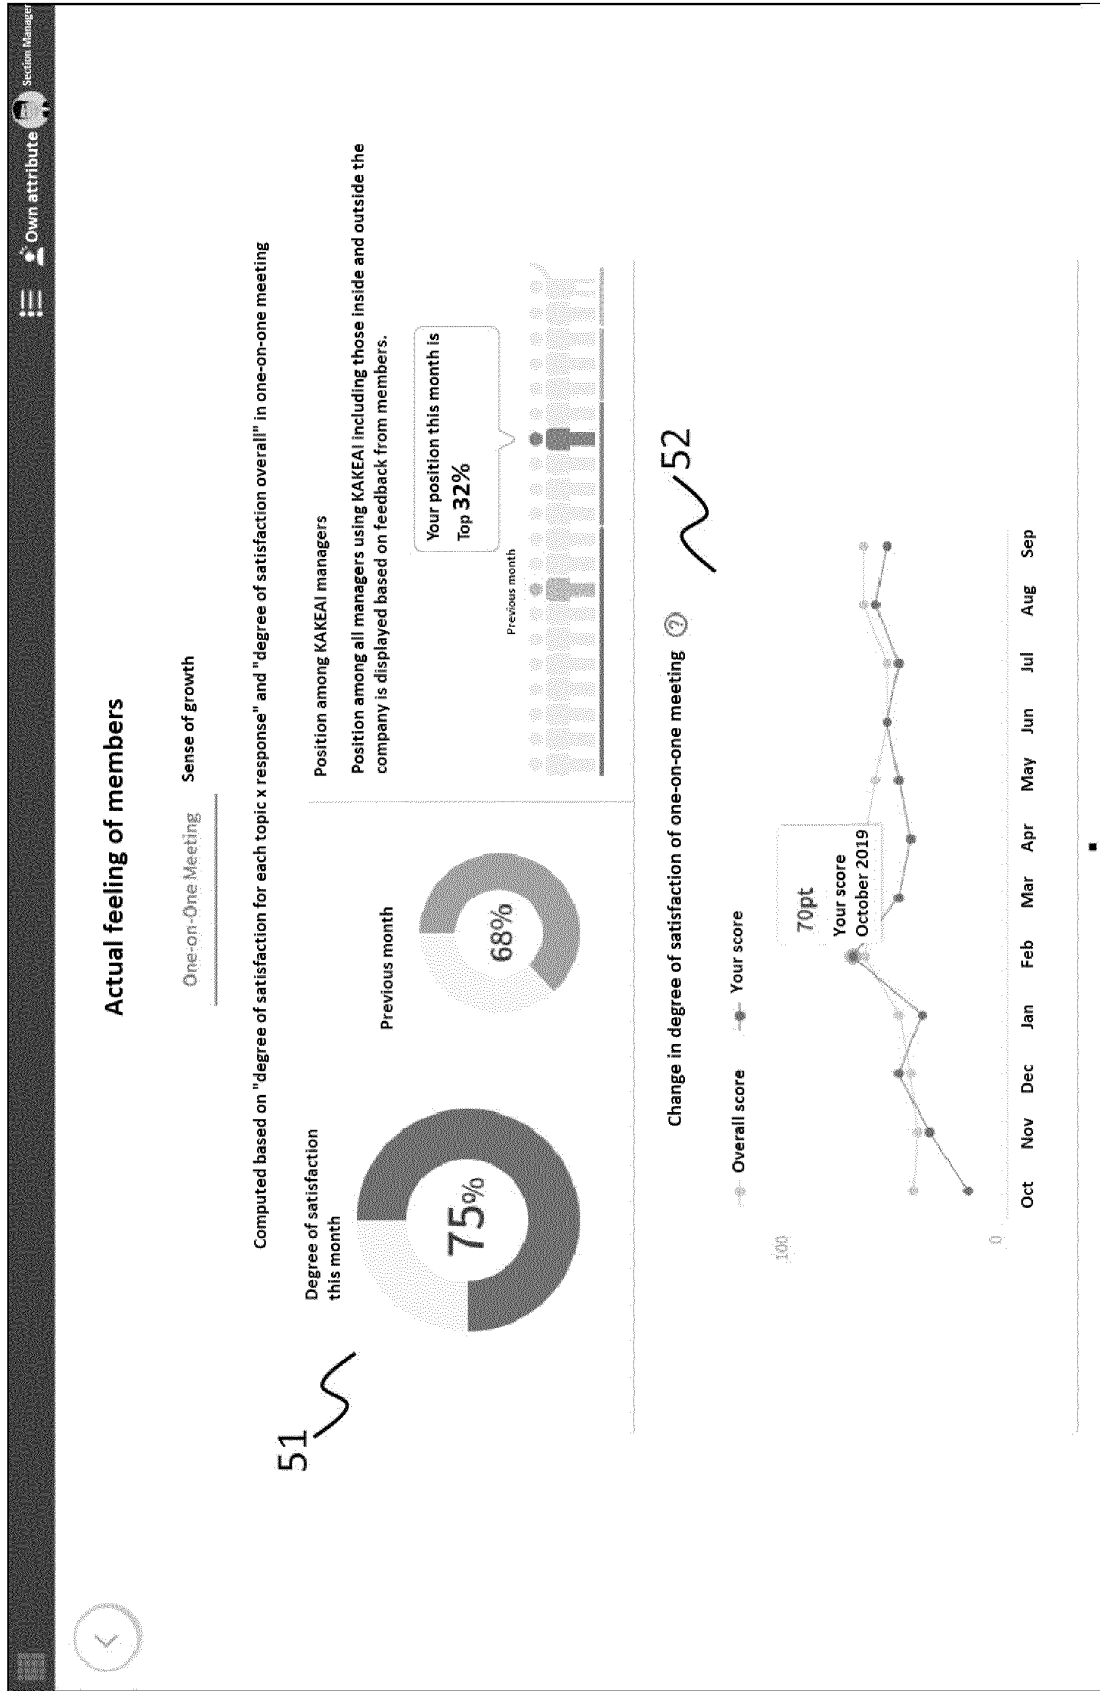 Own attribute
Section Manager
Actual feeling of members
One-on-One Meeting
Sense of growth
Computed based on "degree of satisfaction for each topic x response" and "degree of satisfaction overall" in one-on-one meeting
51
Degree of satisfaction
this month
75%
Previous month
68%
Position among KAKEAI managers
Position among all managers using KAKEAI including those inside and outside the
company is displayed based on feedback from members.
Your position this month is
Top 32%
Previous month
Change in degree of satisfaction of one-on-one meeting ?
52
Overall score
Your score
100
70pt
Your score
October 2019
0
Oct Nov Dec Jan Feb Mar Apr May Jun Jul Aug Sep